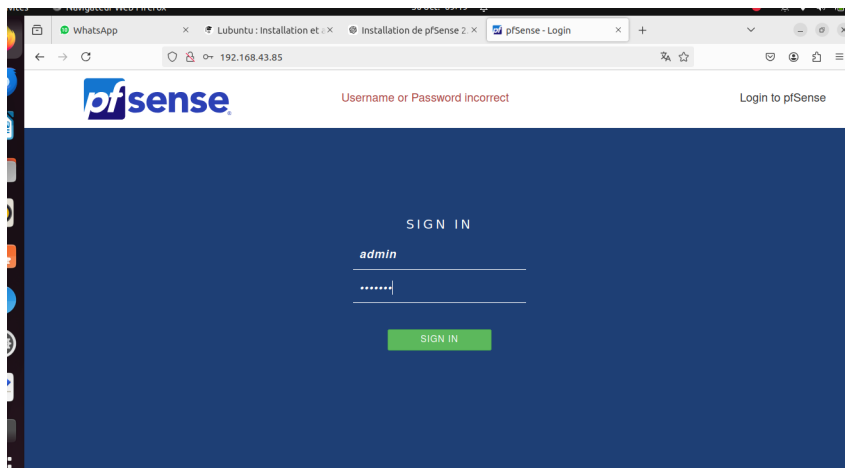 WhatsApp
Lubuntu : Installation et
Installation de pfSense 2.
pfSense - Login
192.168.43.85
pfsense
Username or Password incorrect
Login to pfSense
SIGN IN
admin
•••••••
SIGN IN